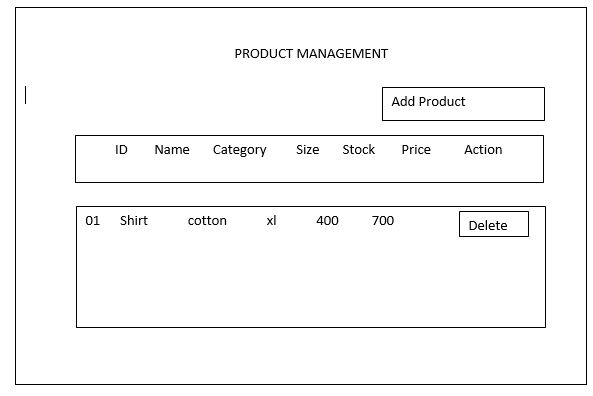 PRODUCT MANAGEMENT
Add Product
ID Name Category Size Stock Price Action
01 Shirt cotton xl 400 700 Delete